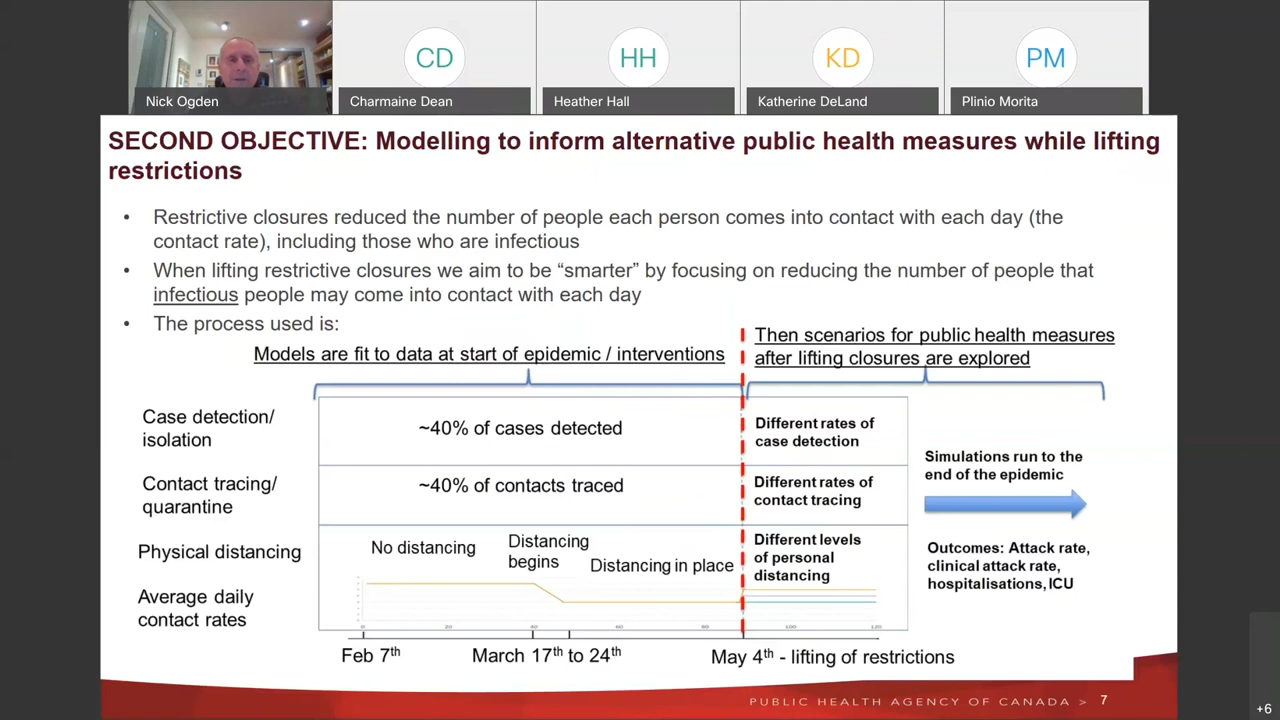 CD
HH
KD
PM
Nick Ogden
Charmaine Dean
Heather Hall
Katherine DeLand
Plinio Morita
SECOND OBJECTIVE: Modelling to inform alternative public health measures while lifting
restrictions
• Restrictive closures reduced the number of people each person comes into contact with each day (the
contact rate), including those who are infectious
• When lifting restrictive closures we aim to be “smarter” by focusing on reducing the number of people that
infectious people may come into contact with each day
• The process used is:
Models are fit to data at start of epidemic / interventions
Then scenarios for public health measures
after lifting closures are explored
Case detection/
isolation
~40% of cases detected
Different rates of
case detection
Contact tracing/
quarantine
~40% of contacts traced
Different rates of
contact tracing
Simulations run to the
end of the epidemic
Physical distancing
No distancing
Distancing
begins
Distancing in place
Different levels
of personal
distancing
Outcomes: Attack rate,
clinical attack rate,
hospitalisations, ICU
Average daily
contact rates
0 20 40 60 80 100 120
Feb 7th
March 17th to 24th
May 4th - lifting of restrictions
PUBLIC HEALTH AGENCY OF CANADA > 7
+6